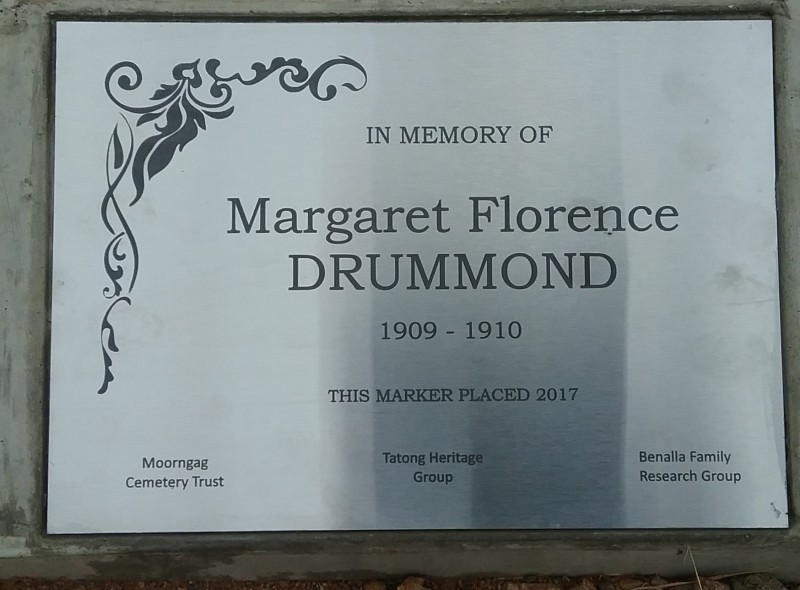 IN MEMORY OF
Margaret Florence
DRUMMOND
1909 - 1910
THIS MARKER PLACED 2017
Moorngag
Cemetery Trust
Tatong Heritage
Group
Benalla Family
Research Group